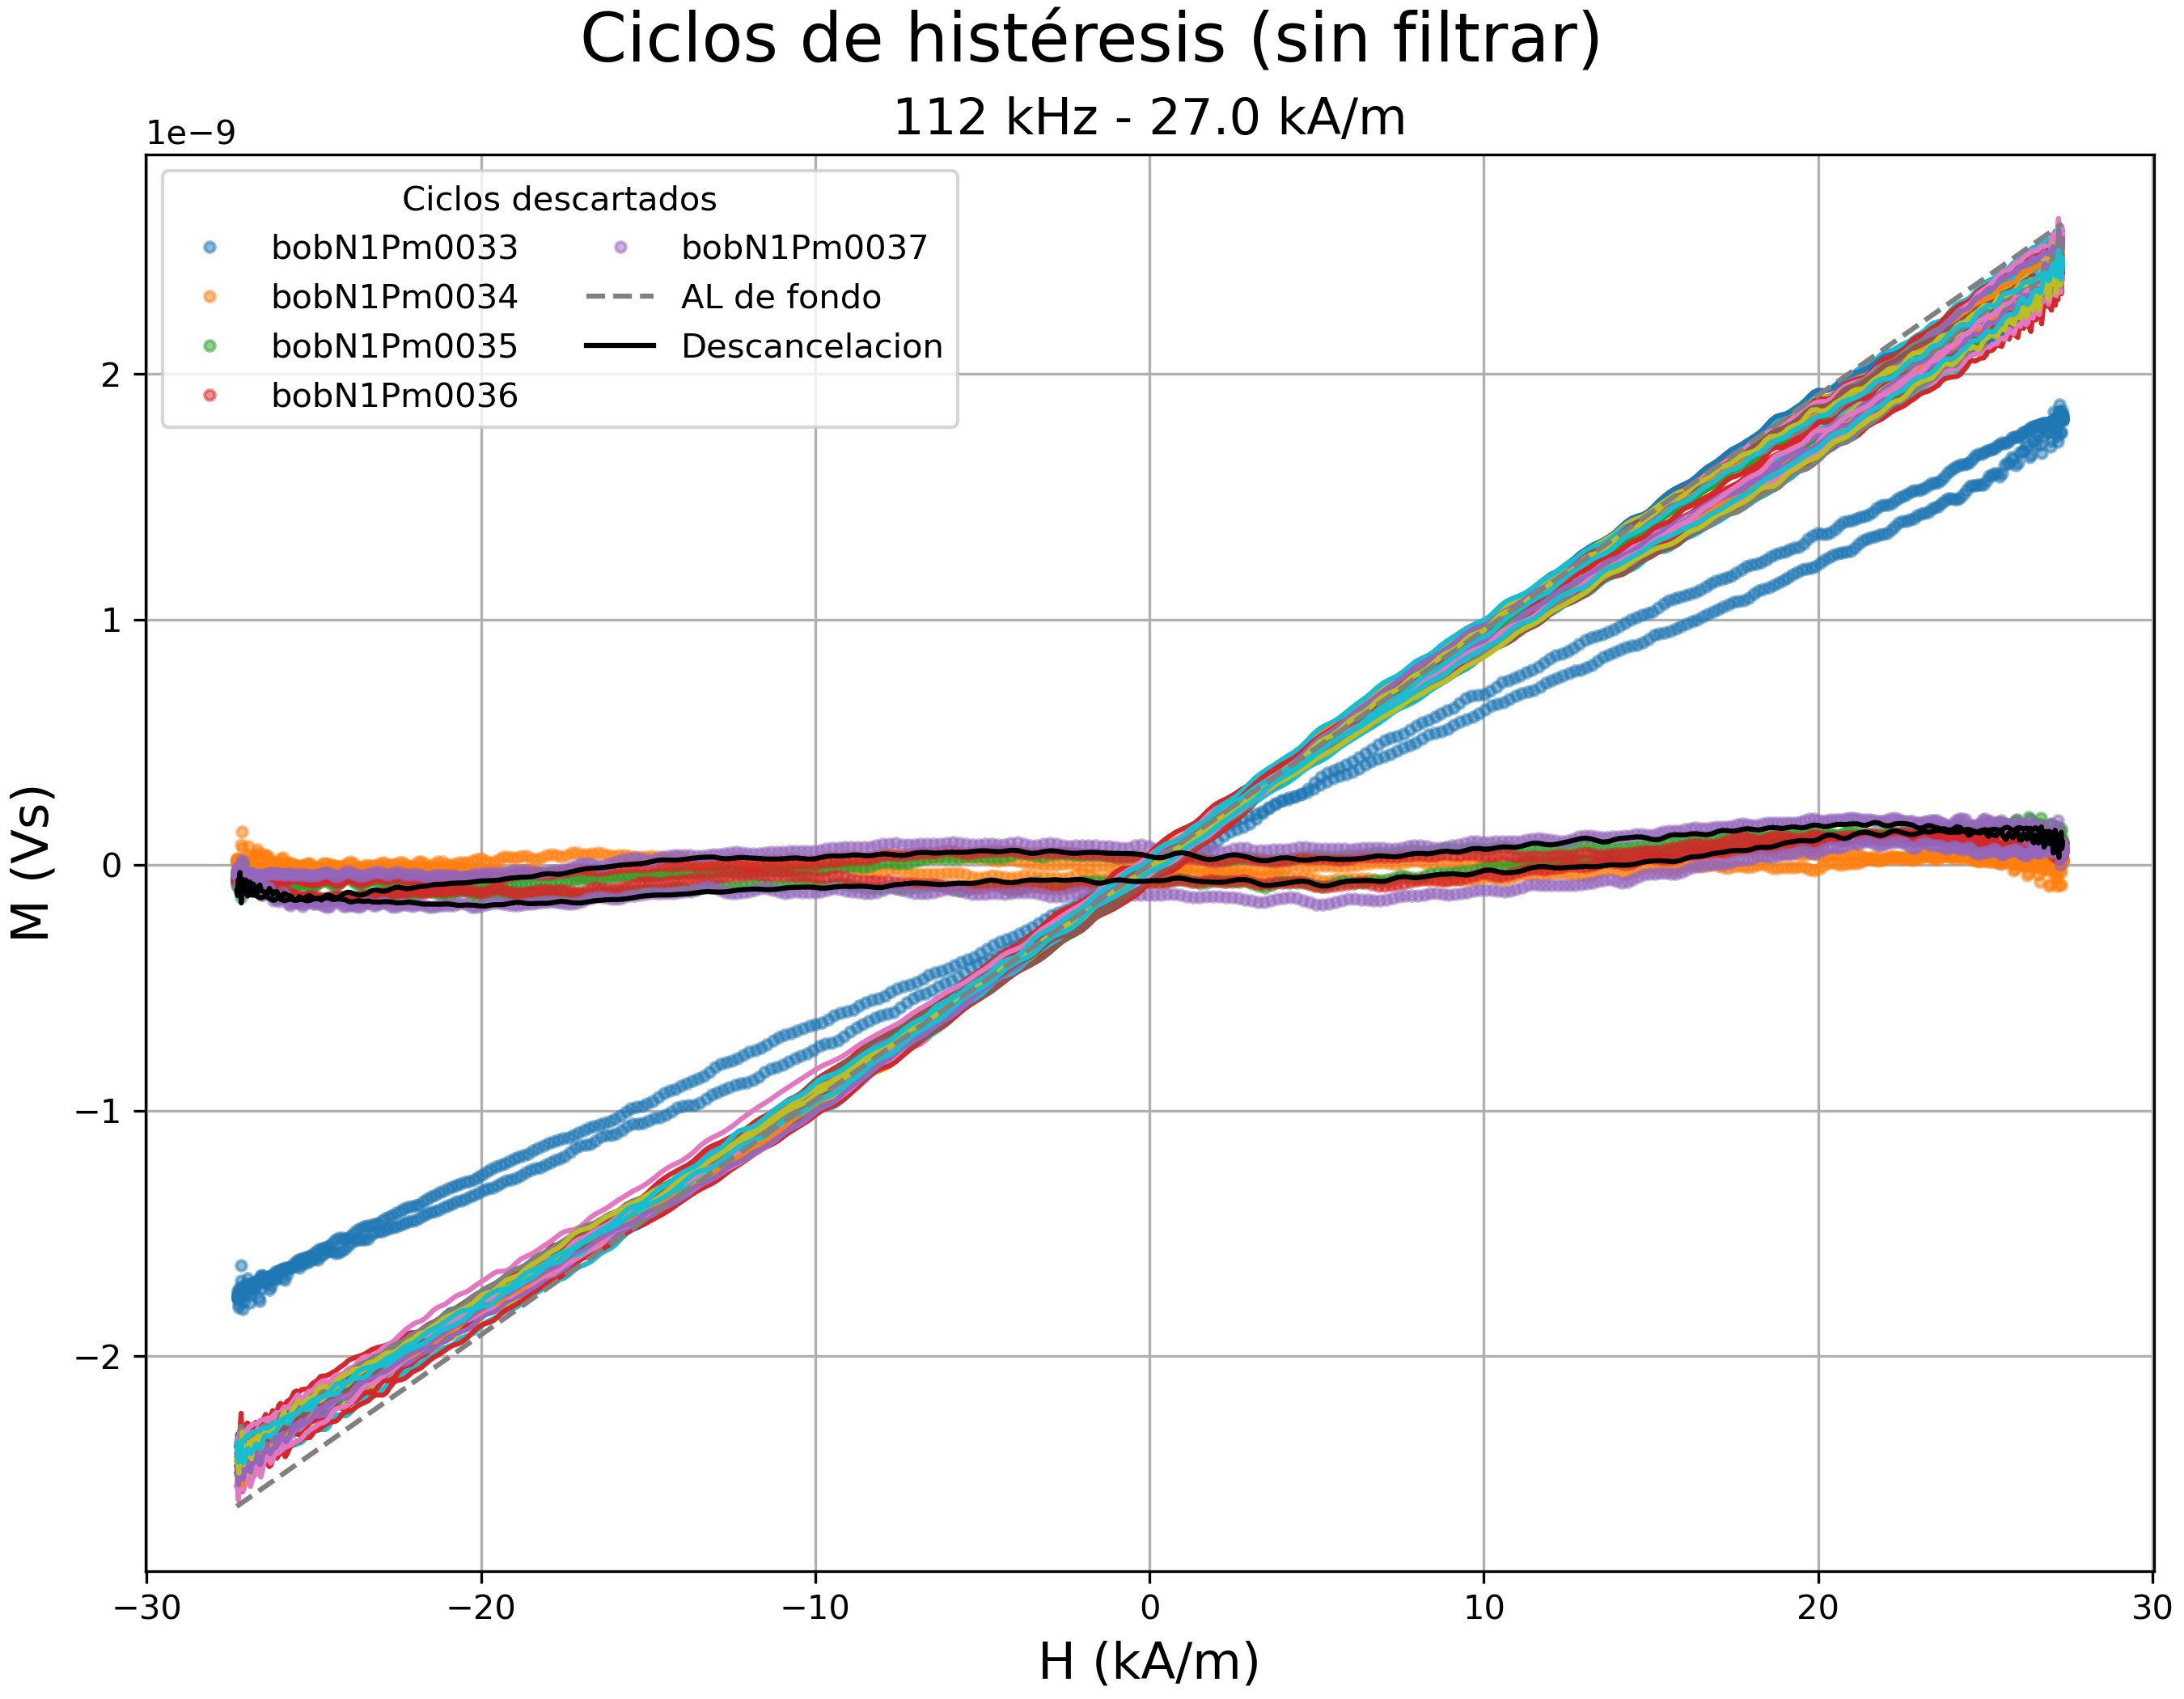 Ciclos de histéresis (sin filtrar)
112 kHz - 27.0 kA/m
1e−9
Ciclos descartados
bobN1Pm0033
bobN1Pm0034
bobN1Pm0035
bobN1Pm0036
bobN1Pm0037
AL de fondo
Descancelacion
2
1
0
−1
−2
M (Vs)
−30 −20 −10 0 10 20 30
H (kA/m)